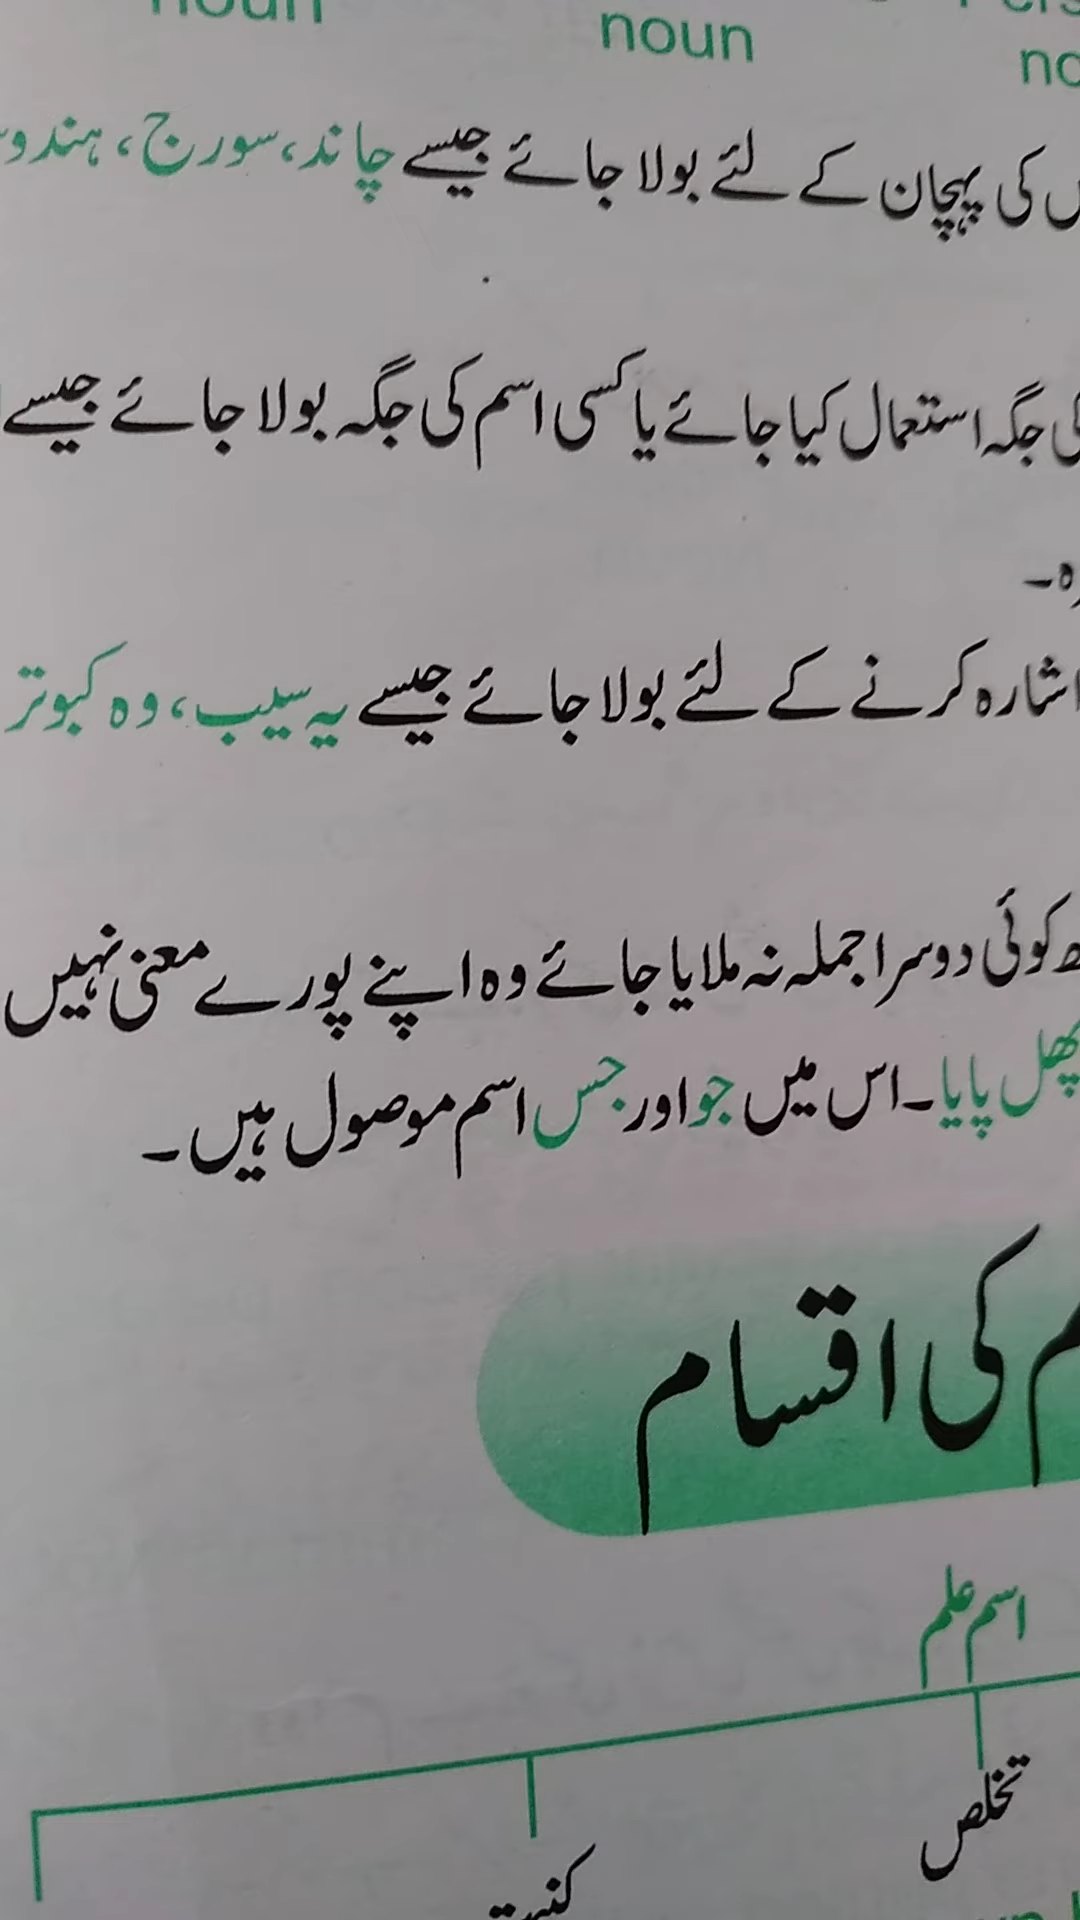 noun
noun
کی پہچان کے لئے بولا جائے جیسے چاند، سورج،
جگہ استعمال کیا جائے یا کسی اسم کی جگہ بولا جائے جیسے
اشارہ کرنے کے لئے بولا جائے جیسے یہ سیب، وہ کبوتر
کوئی دوسرا جملہ نہ ملایا جائے وہ اپنے پورے معنی نہیں
پھل پایا۔ اس میں جو اور جس اسم موصول ہیں۔
کی اقسام
اسم علم
تخلص